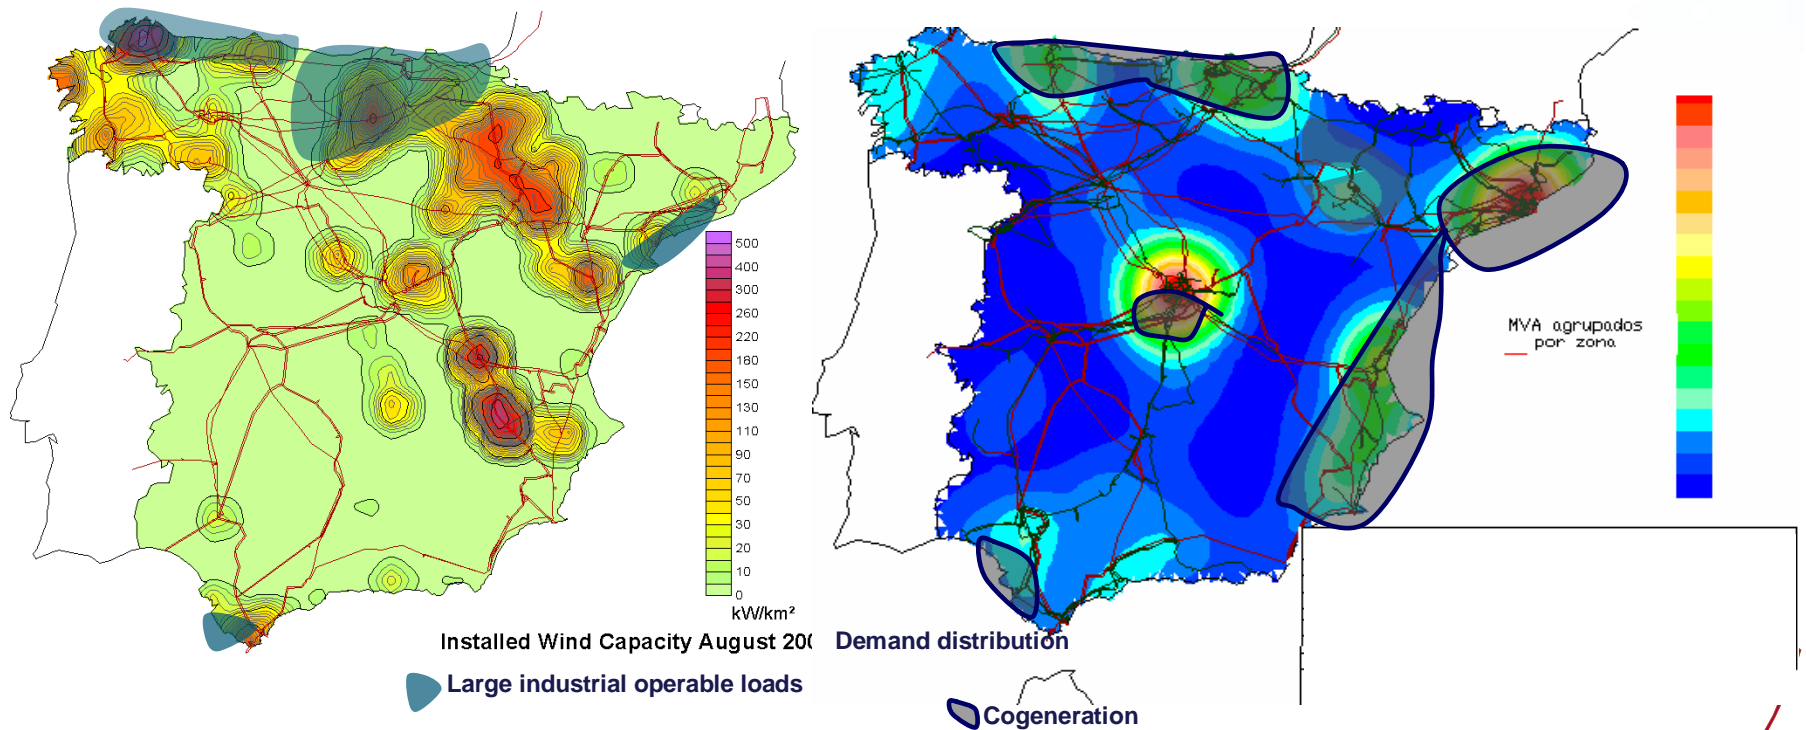 500
400
300
260
220
180
150
130
110
90
70
50
30
20
10
0
kW/km²
Installed Wind Capacity August 200
Large industrial operable loads
MVA agrupados
por zona
Demand distribution
Cogeneration